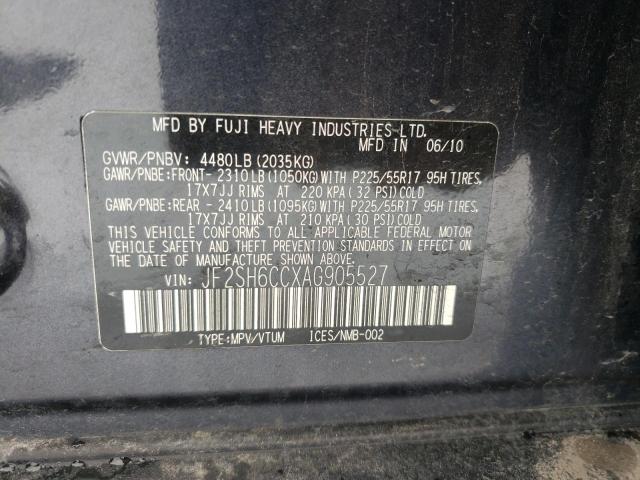 MFD BY FUJI HEAVY INDUSTRIES LTD.
MFD IN 06/10
GVWR/PNBV: 4480LB (2035KG)
GAWR/PNBE:FRONT- 2310LB(1050KG)WITH P225/55R17 95H TIRES,
17X7JJ RIMS AT 220 KPA(32 PSI)COLD
GAWR/PNBE:REAR - 2410LB(1095KG)WITH P225/55R17 95H TIRES,
17X7JJ RIMS AT 210 KPA(30 PSI)COLD
THIS VEHICLE CONFORMS TO ALL APPLICABLE FEDERAL MOTOR
VEHICLE SAFETY AND THEFT PREVENTION STANDARDS IN EFFECT
ON THE DATE OF MANUFACTURE SHOWN ABOVE.
VIN: JF2SH6CCXAG905527
TYPE:MPV/VTUM ICES/NMB-002